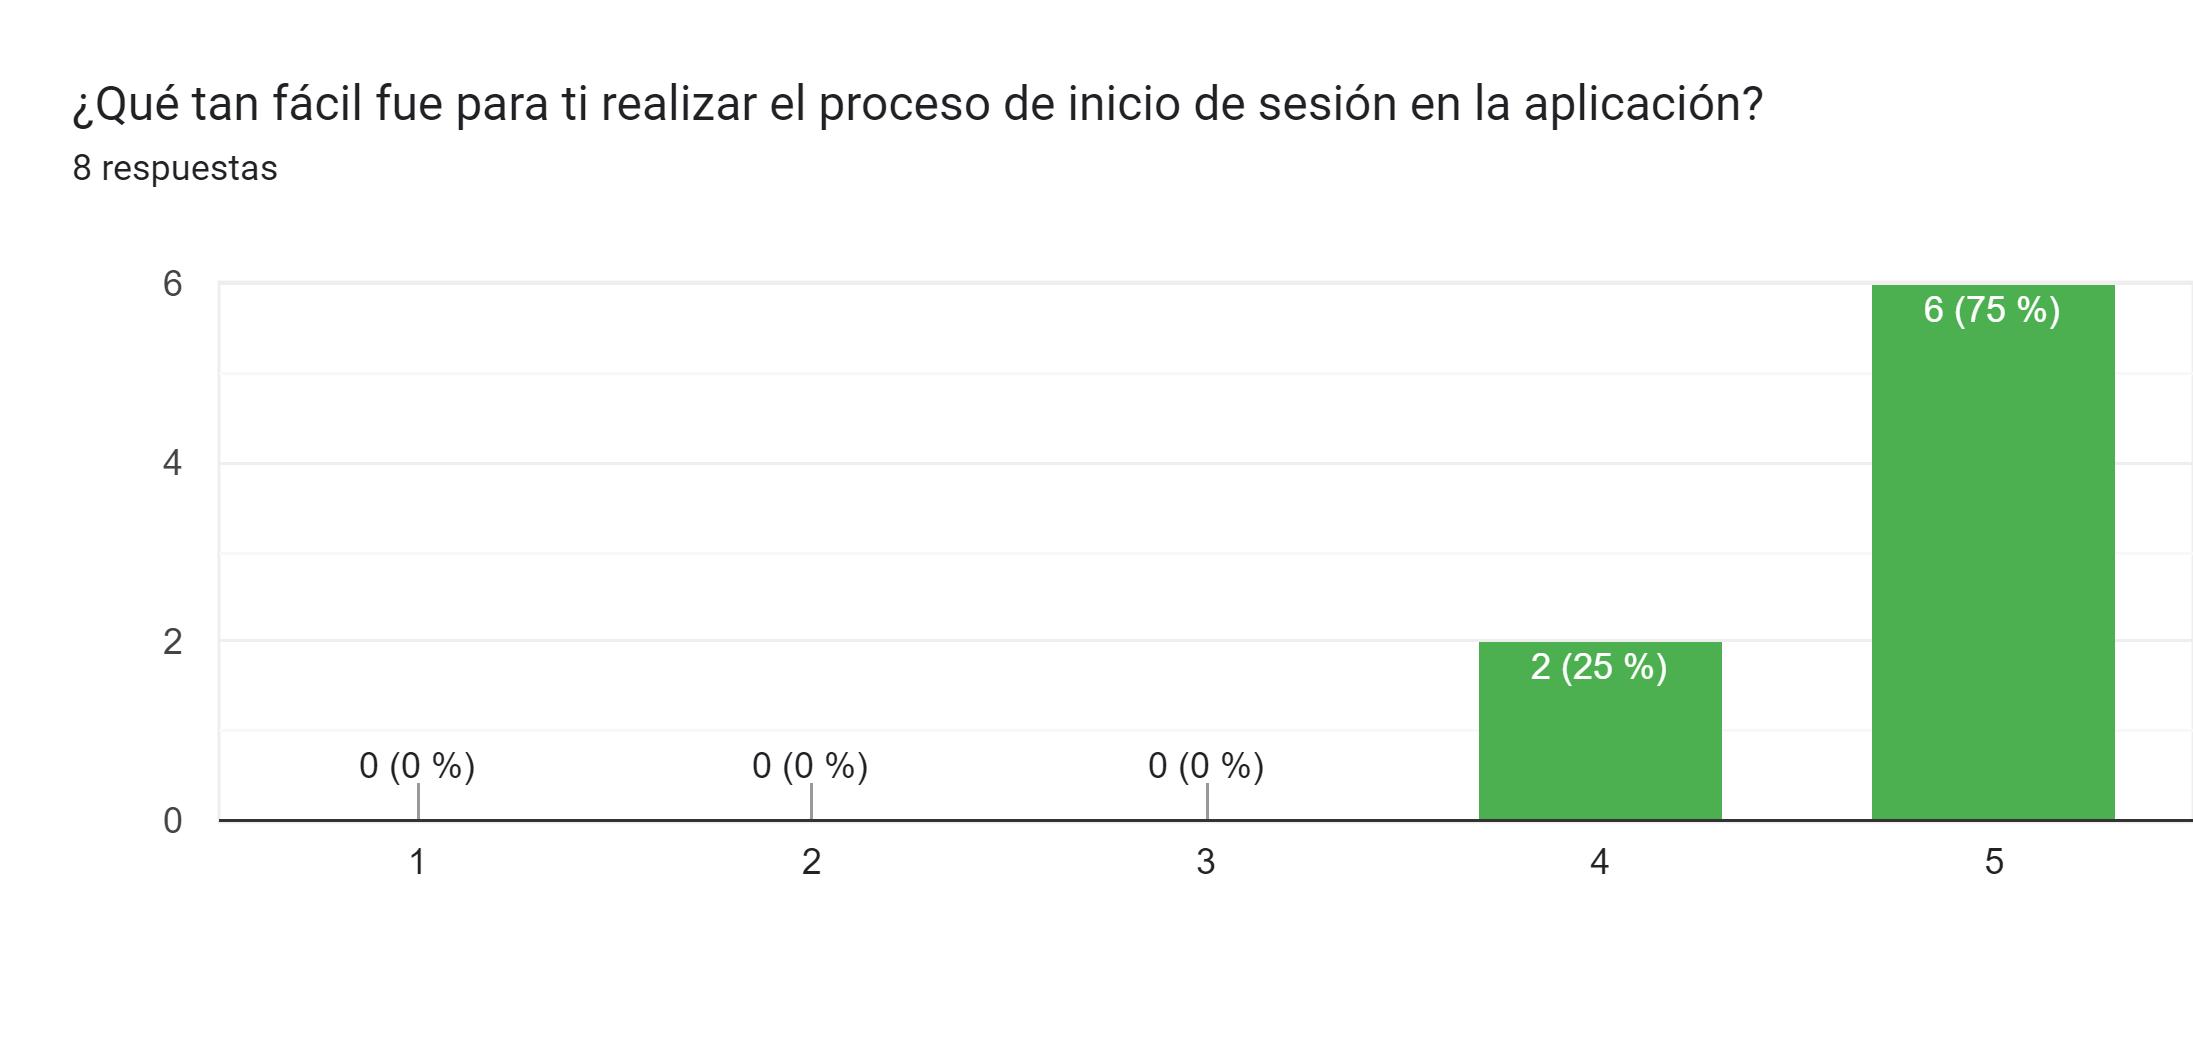 ¿Qué tan fácil fue para ti realizar el proceso de inicio de sesión en la aplicación?
8 respuestas
6
4
2
0
0 (0 %)
0 (0 %)
0 (0 %)
2 (25 %)
6 (75 %)
1
2
3
4
5